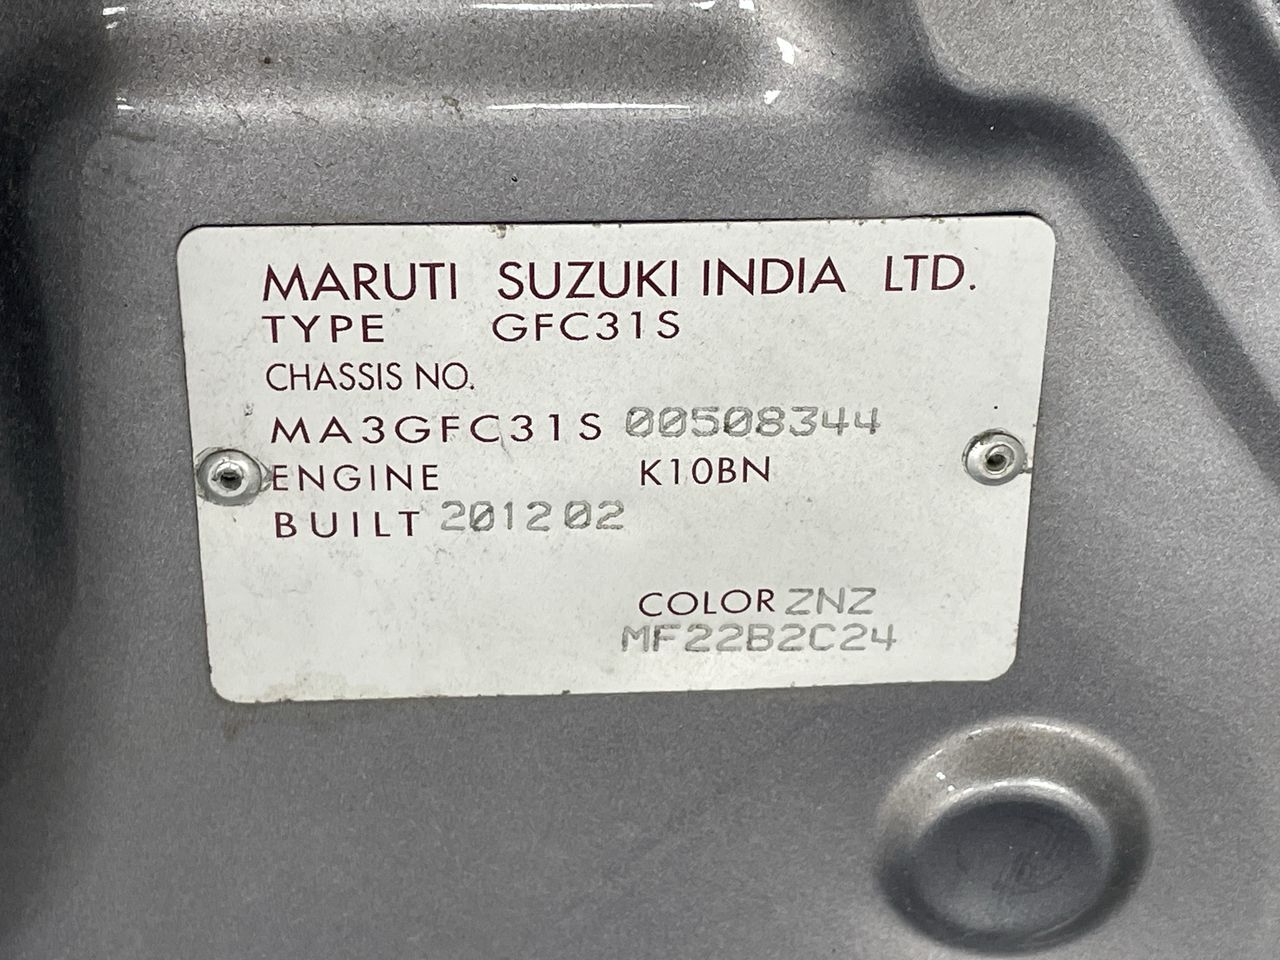 MARUTI SUZUKI INDIA LTD.
TYPE GFC31S
CHASSIS NO.
MA3GFC31S 00508344
ENGINE K10BN
BUILT 201202
COLOR ZNZ
MF22B2C24